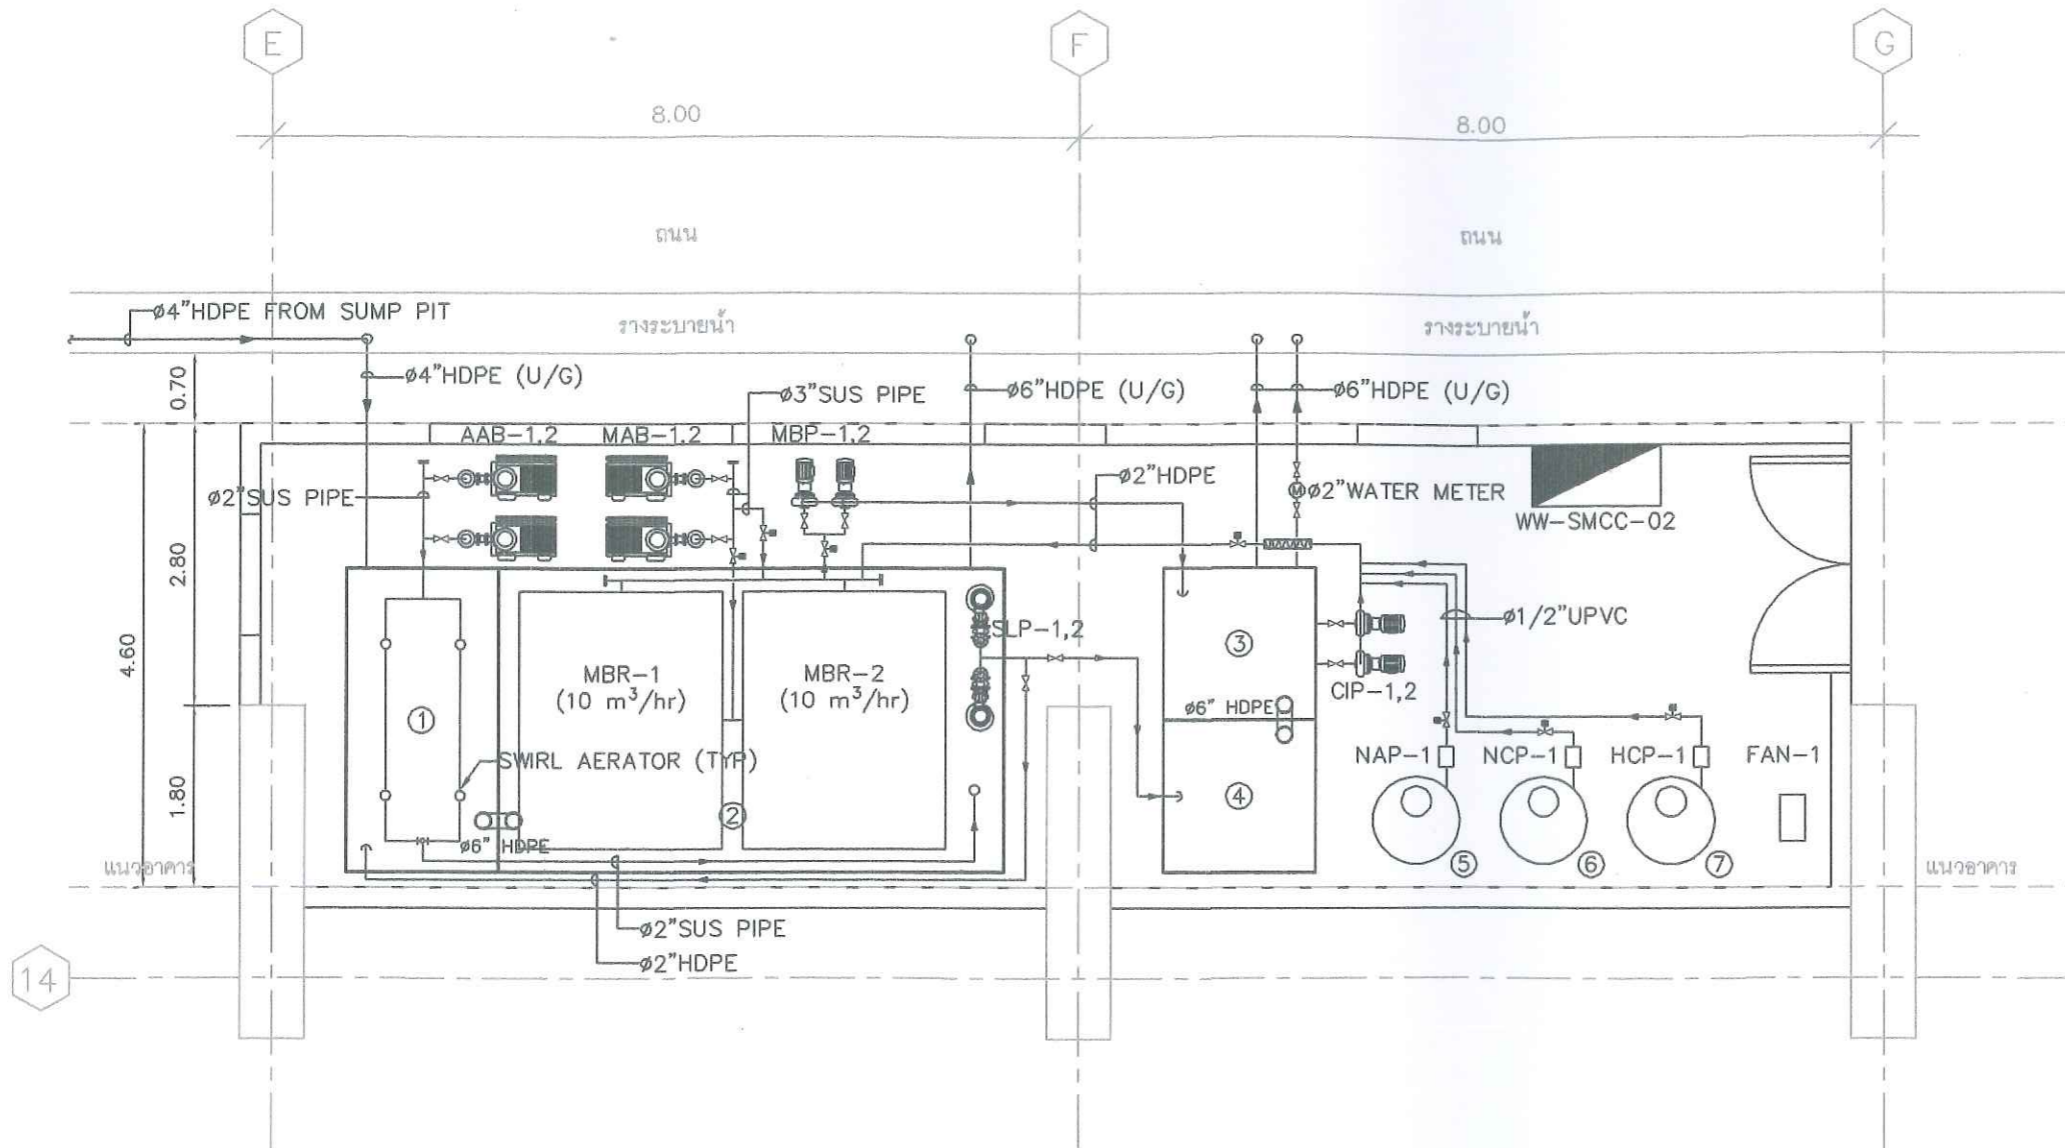 E
F
G
8.00
8.00
ถนน
ถนน
ø4"HDPE FROM SUMP PIT
รางระบายน้ำ
รางระบายน้ำ
0.70
ø4"HDPE (U/G)
ø3"SUS PIPE
ø6"HDPE (U/G)
ø6"HDPE (U/G)
AAB-1,2
MAB-1,2
MBP-1,2
ø2"HDPE
ø2"SUS PIPE
M
ø2"WATER METER
WW-SMCC-02
2.80
4.60
SLP-1,2
ø1/2"UPVC
MBR-1
(10 m³/hr)
MBR-2
(10 m³/hr)
3
CIP-1,2
1
ø6" HDPE
SWIRL AERATOR (TYP)
NAP-1
NCP-1
HCP-1
FAN-1
1.80
2
4
ø6" HDPE
5
6
7
แนวอาคาร
แนวอาคาร
ø2"SUS PIPE
ø2"HDPE
14